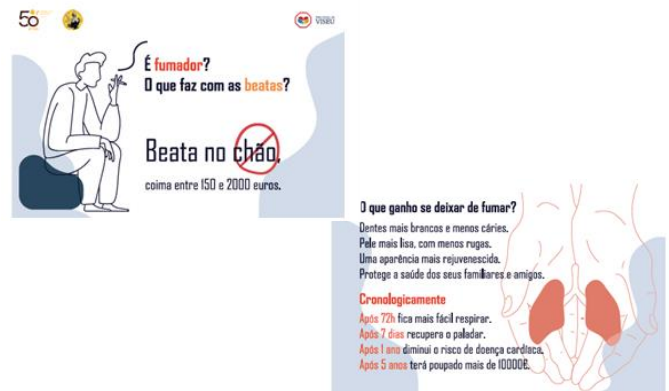 50
VISEU
É fumador?
O que faz com as beatas?
Beata no chão,
coima entre 150 e 2000 euros.
O que ganho se deixar de fumar?
Dentes mais brancos e menos cáries.
Pele mais lisa, com menos rugas.
Uma aparência mais rejuvenescida.
Protege a saúde dos seus familiares e amigos.
Cronologicamente
Após 72h fica mais fácil respirar.
Após 7 dias recupera o paladar.
Após 1 ano diminui o risco de doença cardíaca.
Após 5 anos terá poupado mais de 10000€.